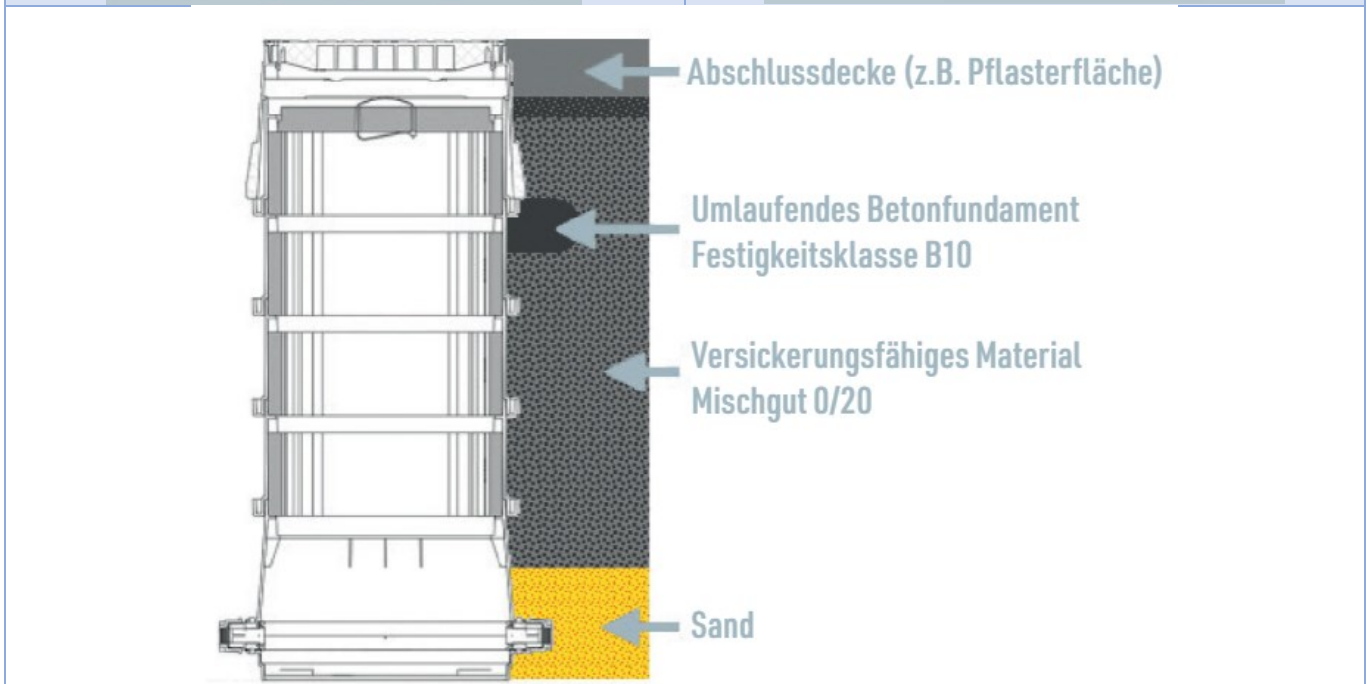 Abschlussdecke (z.B. Pflasterfläche)
Umlaufendes Betonfundament
Festigkeitsklasse B10
Versickerungsfähiges Material
Mischgut 0/20
Sand